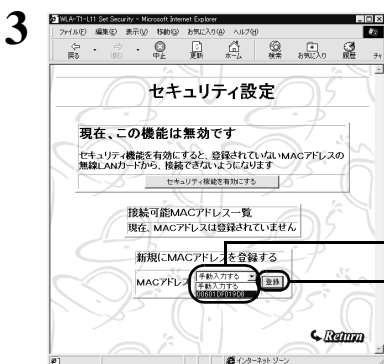 3
WLA-T1-L11 Set Security - Microsoft Internet Explorer
ファイル(F) 編集(E) 表示(V) 移動(G) お気に入り(A) ヘルプ(H)
戻る 進む 中止 更新 ホーム 検索 お気に入り 履歴 チャ
セキュリティ設定
現在、この機能は無効です
セキュリティ機能を有効にすると、登録されていないMACアドレスの
無線LANカードから、接続できないようになります
セキュリティ機能を有効にする
接続可能MACアドレス一覧
現在、MACアドレスは登録されていません
新規にMACアドレスを登録する
MACアドレス 手動入力する 登録
手動入力する
00601DF019DB
Return
インターネット ゾーン